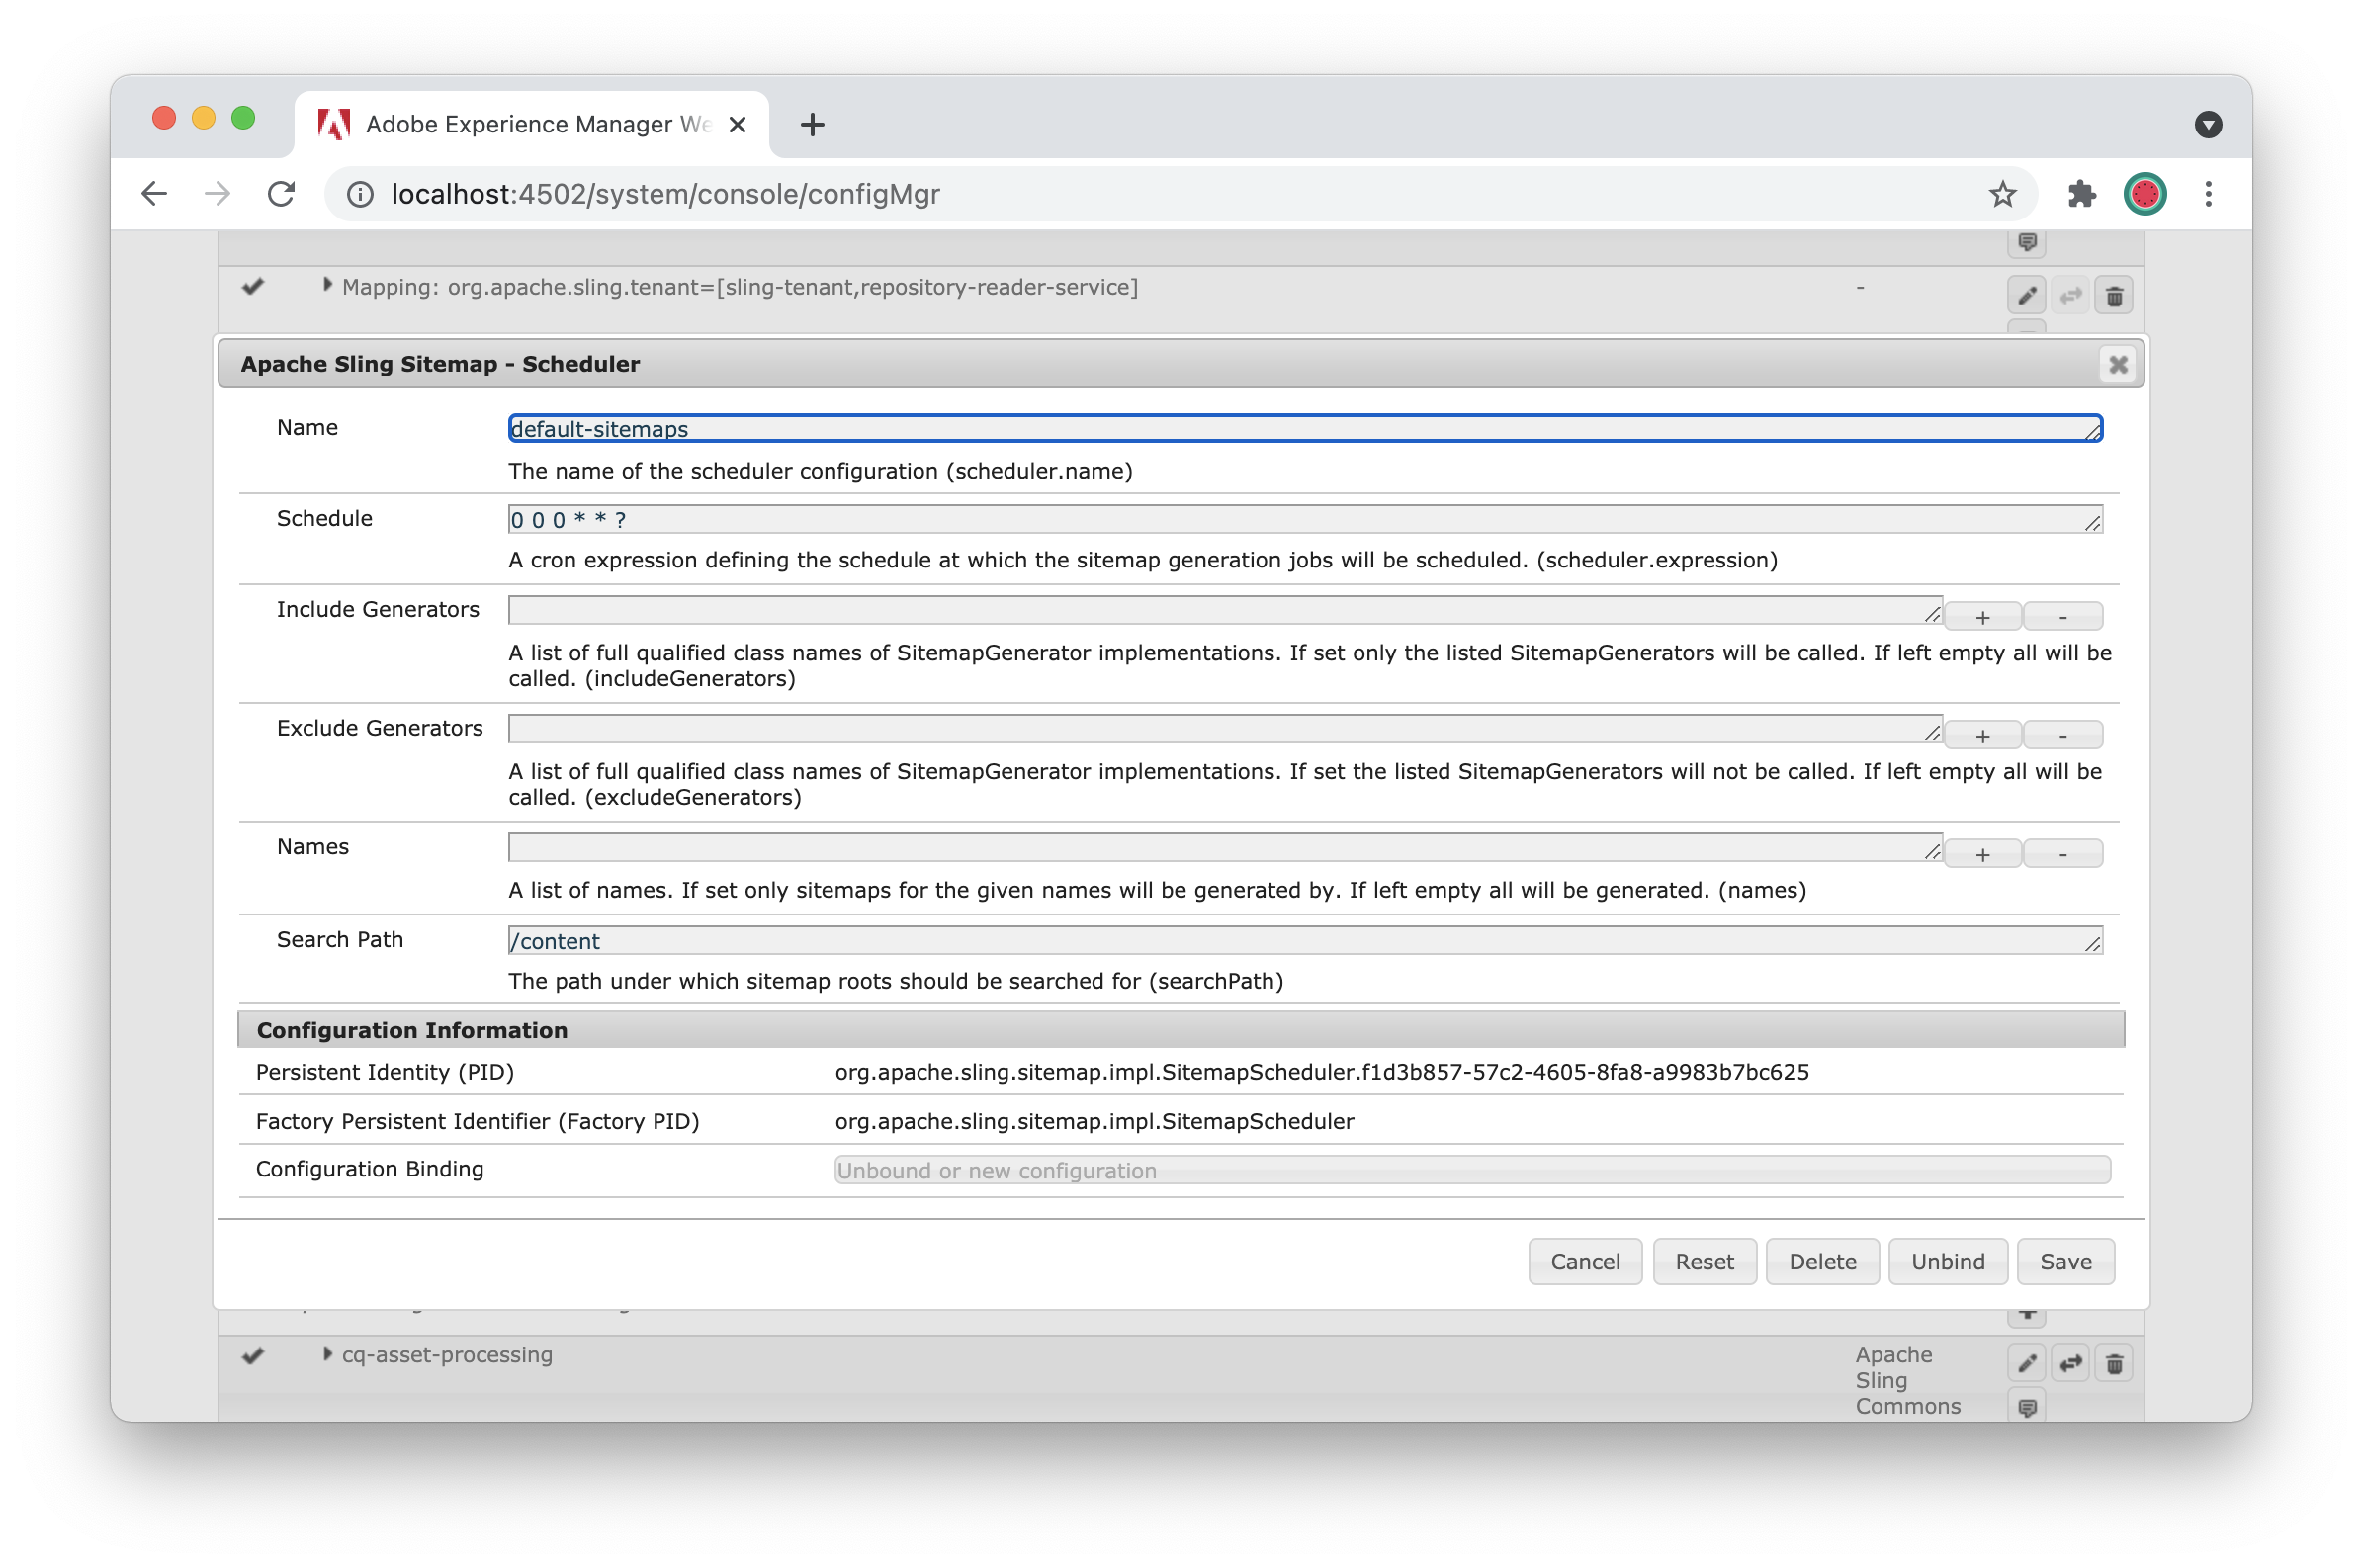 Adobe Experience Manager We
localhost:4502/system/console/configMgr
Mapping: org.apache.sling.tenant=[sling-tenant,repository-reader-service]
-
Apache Sling Sitemap - Scheduler
Name
default-sitemaps
The name of the scheduler configuration (scheduler.name)
Schedule
0 0 0 * * ?
A cron expression defining the schedule at which the sitemap generation jobs will be scheduled. (scheduler.expression)
Include Generators
+
-
A list of full qualified class names of SitemapGenerator implementations. If set only the listed SitemapGenerators will be called. If left empty all will be
called. (includeGenerators)
Exclude Generators
+
-
A list of full qualified class names of SitemapGenerator implementations. If set the listed SitemapGenerators will not be called. If left empty all will be
called. (excludeGenerators)
Names
+
-
A list of names. If set only sitemaps for the given names will be generated by. If left empty all will be generated. (names)
Search Path
/content
The path under which sitemap roots should be searched for (searchPath)
Configuration Information
Persistent Identity (PID)
org.apache.sling.sitemap.impl.SitemapScheduler.f1d3b857-57c2-4605-8fa8-a9983b7bc625
Factory Persistent Identifier (Factory PID)
org.apache.sling.sitemap.impl.SitemapScheduler
Configuration Binding
Unbound or new configuration
Cancel
Reset
Delete
Unbind
Save
cq-asset-processing
Apache
Sling
Commons